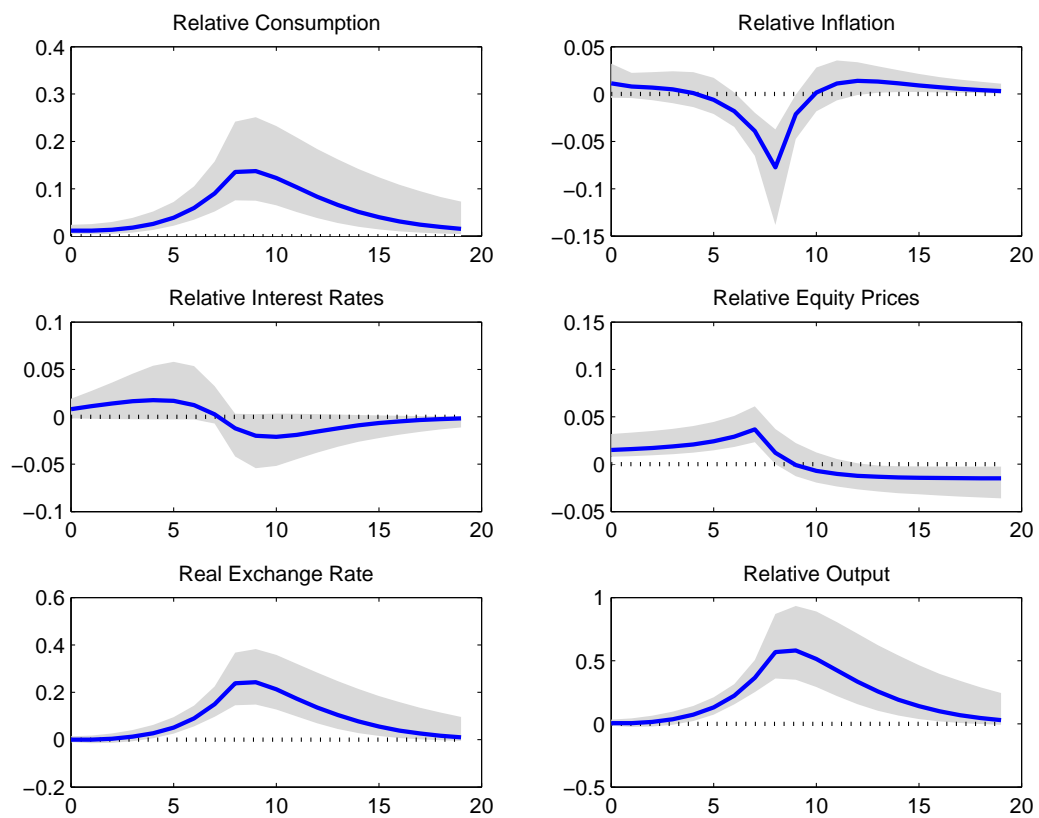 Relative Consumption
0.4
0.3
0.2
0.1
0
0 5 10 15 20
Relative Inflation
0.05
0
−0.05
−0.1
−0.15
0 5 10 15 20
Relative Interest Rates
0.1
0.05
0
−0.05
−0.1
0 5 10 15 20
Relative Equity Prices
0.15
0.1
0.05
0
−0.05
0 5 10 15 20
Real Exchange Rate
0.6
0.4
0.2
0
−0.2
0 5 10 15 20
Relative Output
1
0.5
0
−0.5
0 5 10 15 20